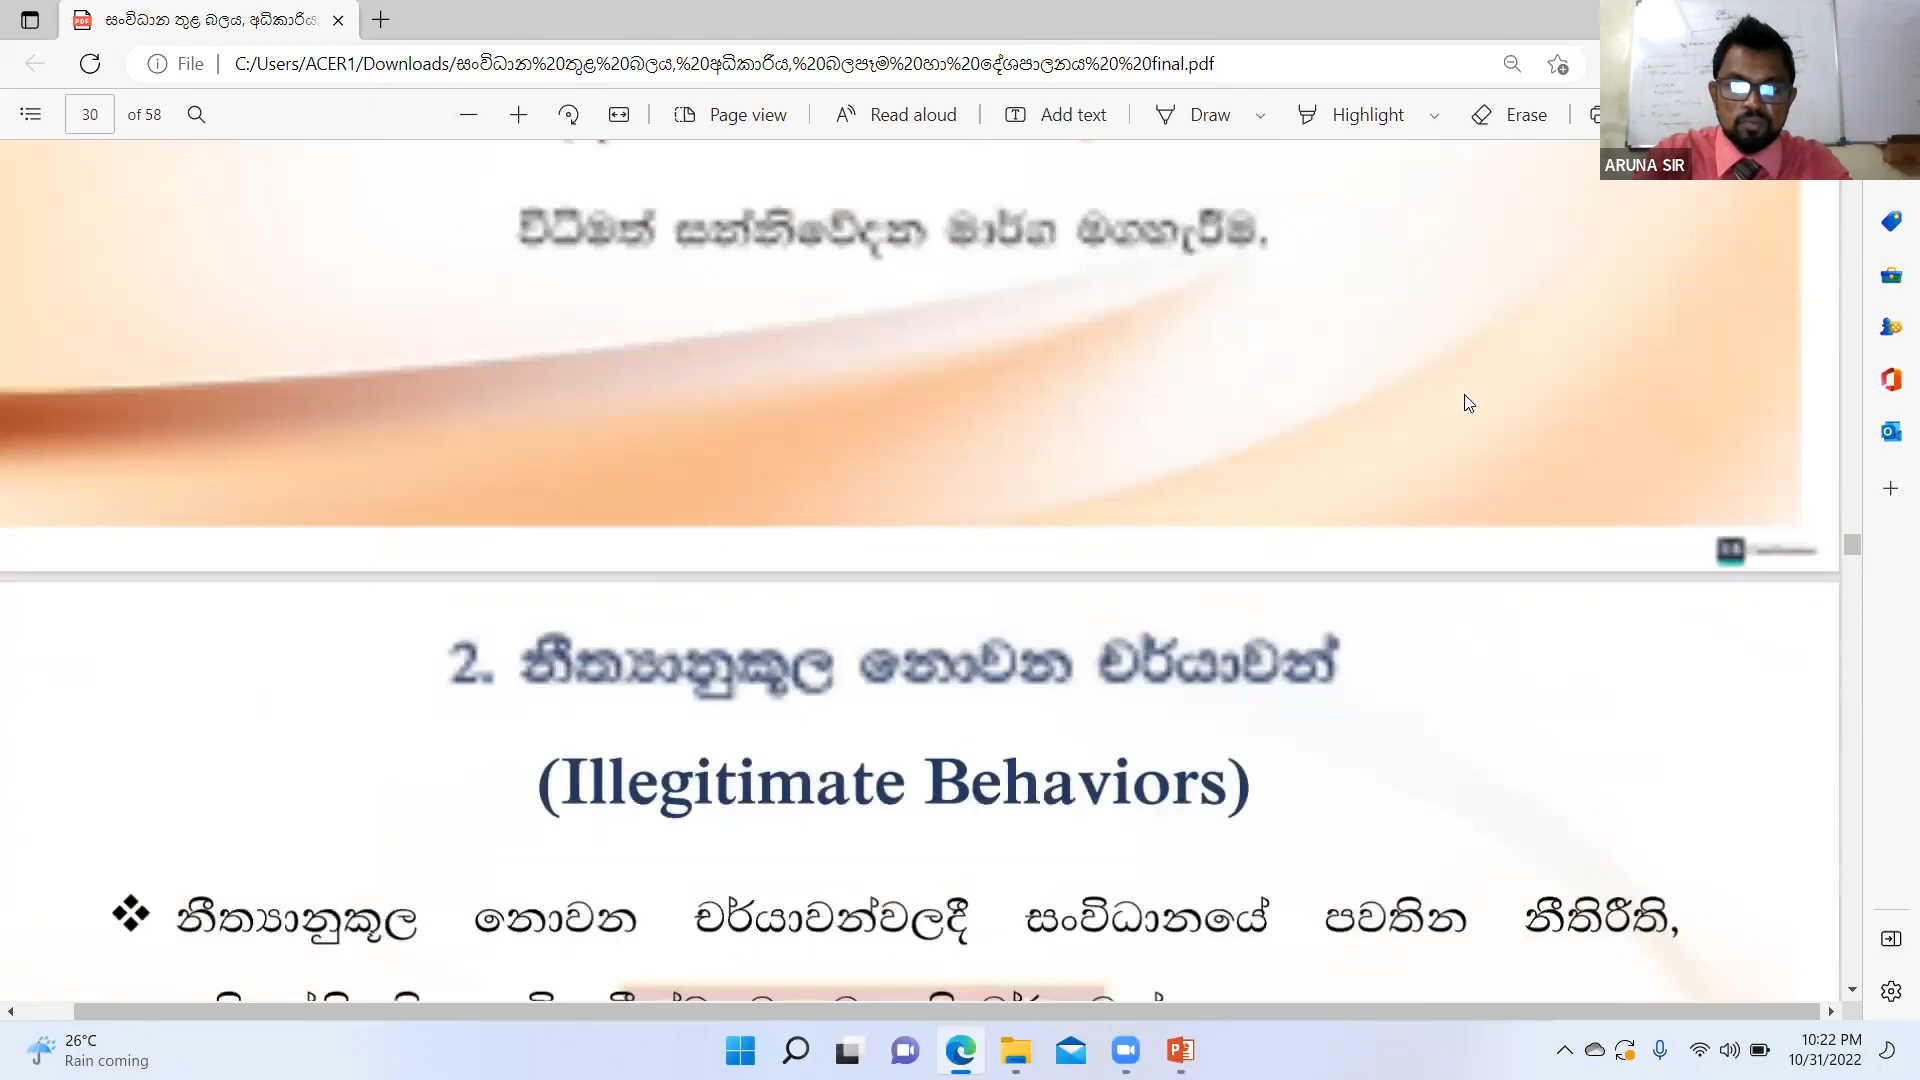 සංවිධාන තුළ බලය, අධිකාරිය,
File
C:/Users/ACER1/Downloads/සංවිධාන%20තුළ%20බලය,%20අධිකාරිය,%20බලපෑම%20හා%20දේශපාලනය%20%20final.pdf
30 of 58
Page view
Read aloud
Add text
Draw
Highlight
Erase
ARUNA SIR
විධිමත් සන්නිවේදන මාර්ග මගහැරීම.
2. නීත්‍යානුකූල නොවන චර්යාවන්
(Illegitimate Behaviors)
❖ නීත්‍යානුකූල නොවන චර්යාවන්වලදී සංවිධානයේ පවතින නීතිරීති,
26°C
Rain coming
10:22 PM
10/31/2022